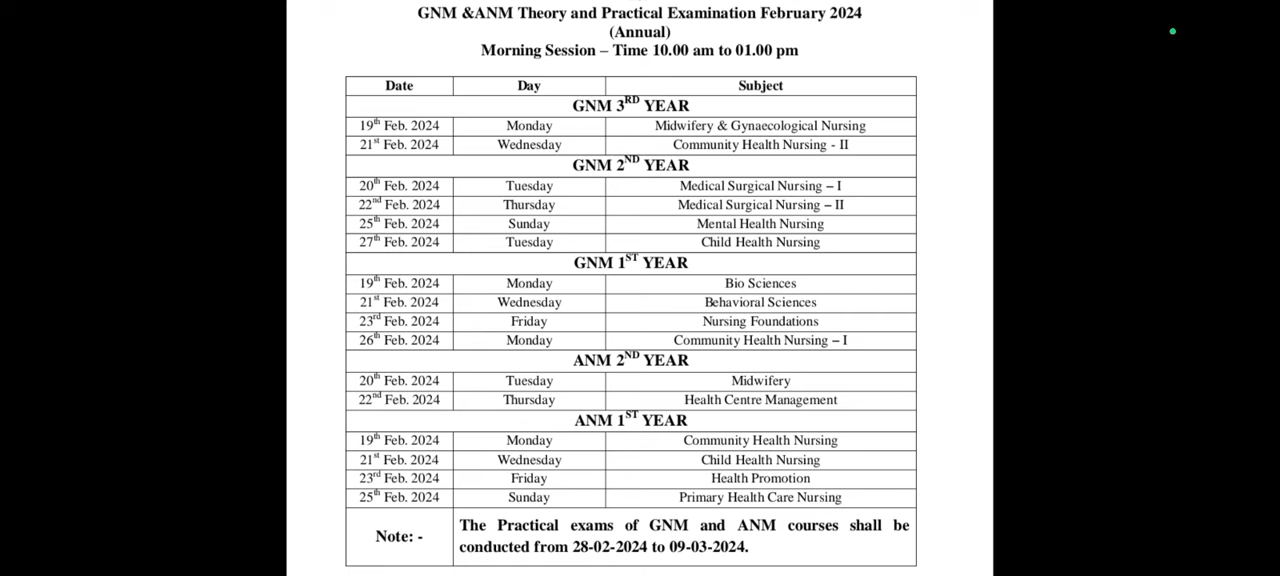 GNM &ANM Theory and Practical Examination February 2024
(Annual)
Morning Session – Time 10.00 am to 01.00 pm
Date Day Subject
GNM 3RD YEAR
19th Feb. 2024 Monday Midwifery & Gynaecological Nursing
21st Feb. 2024 Wednesday Community Health Nursing - II
GNM 2ND YEAR
20th Feb. 2024 Tuesday Medical Surgical Nursing – I
22nd Feb. 2024 Thursday Medical Surgical Nursing – II
25th Feb. 2024 Sunday Mental Health Nursing
27th Feb. 2024 Tuesday Child Health Nursing
GNM 1ST YEAR
19th Feb. 2024 Monday Bio Sciences
21st Feb. 2024 Wednesday Behavioral Sciences
23rd Feb. 2024 Friday Nursing Foundations
26th Feb. 2024 Monday Community Health Nursing – I
ANM 2ND YEAR
20th Feb. 2024 Tuesday Midwifery
22nd Feb. 2024 Thursday Health Centre Management
ANM 1ST YEAR
19th Feb. 2024 Monday Community Health Nursing
21st Feb. 2024 Wednesday Child Health Nursing
23rd Feb. 2024 Friday Health Promotion
25th Feb. 2024 Sunday Primary Health Care Nursing
Note: - The Practical exams of GNM and ANM courses shall be
conducted from 28-02-2024 to 09-03-2024.